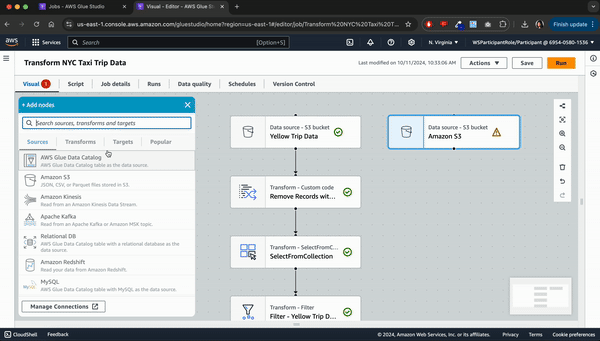 Jobs - AWS Glue Studio
Visual - Editor - AWS Glue St
us-east-1.console.aws.amazon.com/gluestudio/home?region=us-east-1#/editor/job/Transform%20NYC%20Taxi%20T...
Finish update
aws
Services
Search
[Option+S]
N. Virginia
WSParticipantRole/Participant @ 6954-0580-1536
Transform NYC Taxi Trip Data
Last modified on 10/11/2024, 10:33:06 AM
Actions
Save
Run
Visual
1
Script
Job details
Runs
Data quality
Schedules
Version Control
+ Add nodes
Search sources, transforms and targets
Sources
Transforms
Targets
Popular
AWS Glue Data Catalog
AWS Glue Data Catalog table as the data source.
Amazon S3
JSON, CSV, or Parquet files stored in S3.
Amazon Kinesis
Read from an Amazon Kinesis Data Stream.
Apache Kafka
Read from an Apache Kafka or Amazon MSK topic.
Relational DB
AWS Glue Data Catalog table with a relational database as the
data source.
Amazon Redshift
Read your data from Amazon Redshift.
MySQL
AWS Glue Data Catalog table with MySQL as the data source.
Manage Connections
Data source - S3 bucket
Yellow Trip Data
Data source - S3 bucket
Amazon S3
Transform - Custom code
Remove Records wit...
Transform - SelectFromC...
SelectFromCollection
Transform - Filter
Filter - Yellow Trip D...
CloudShell
Feedback
© 2024, Amazon Web Services, Inc. or its affiliates.
Privacy
Terms
Cookie preferences